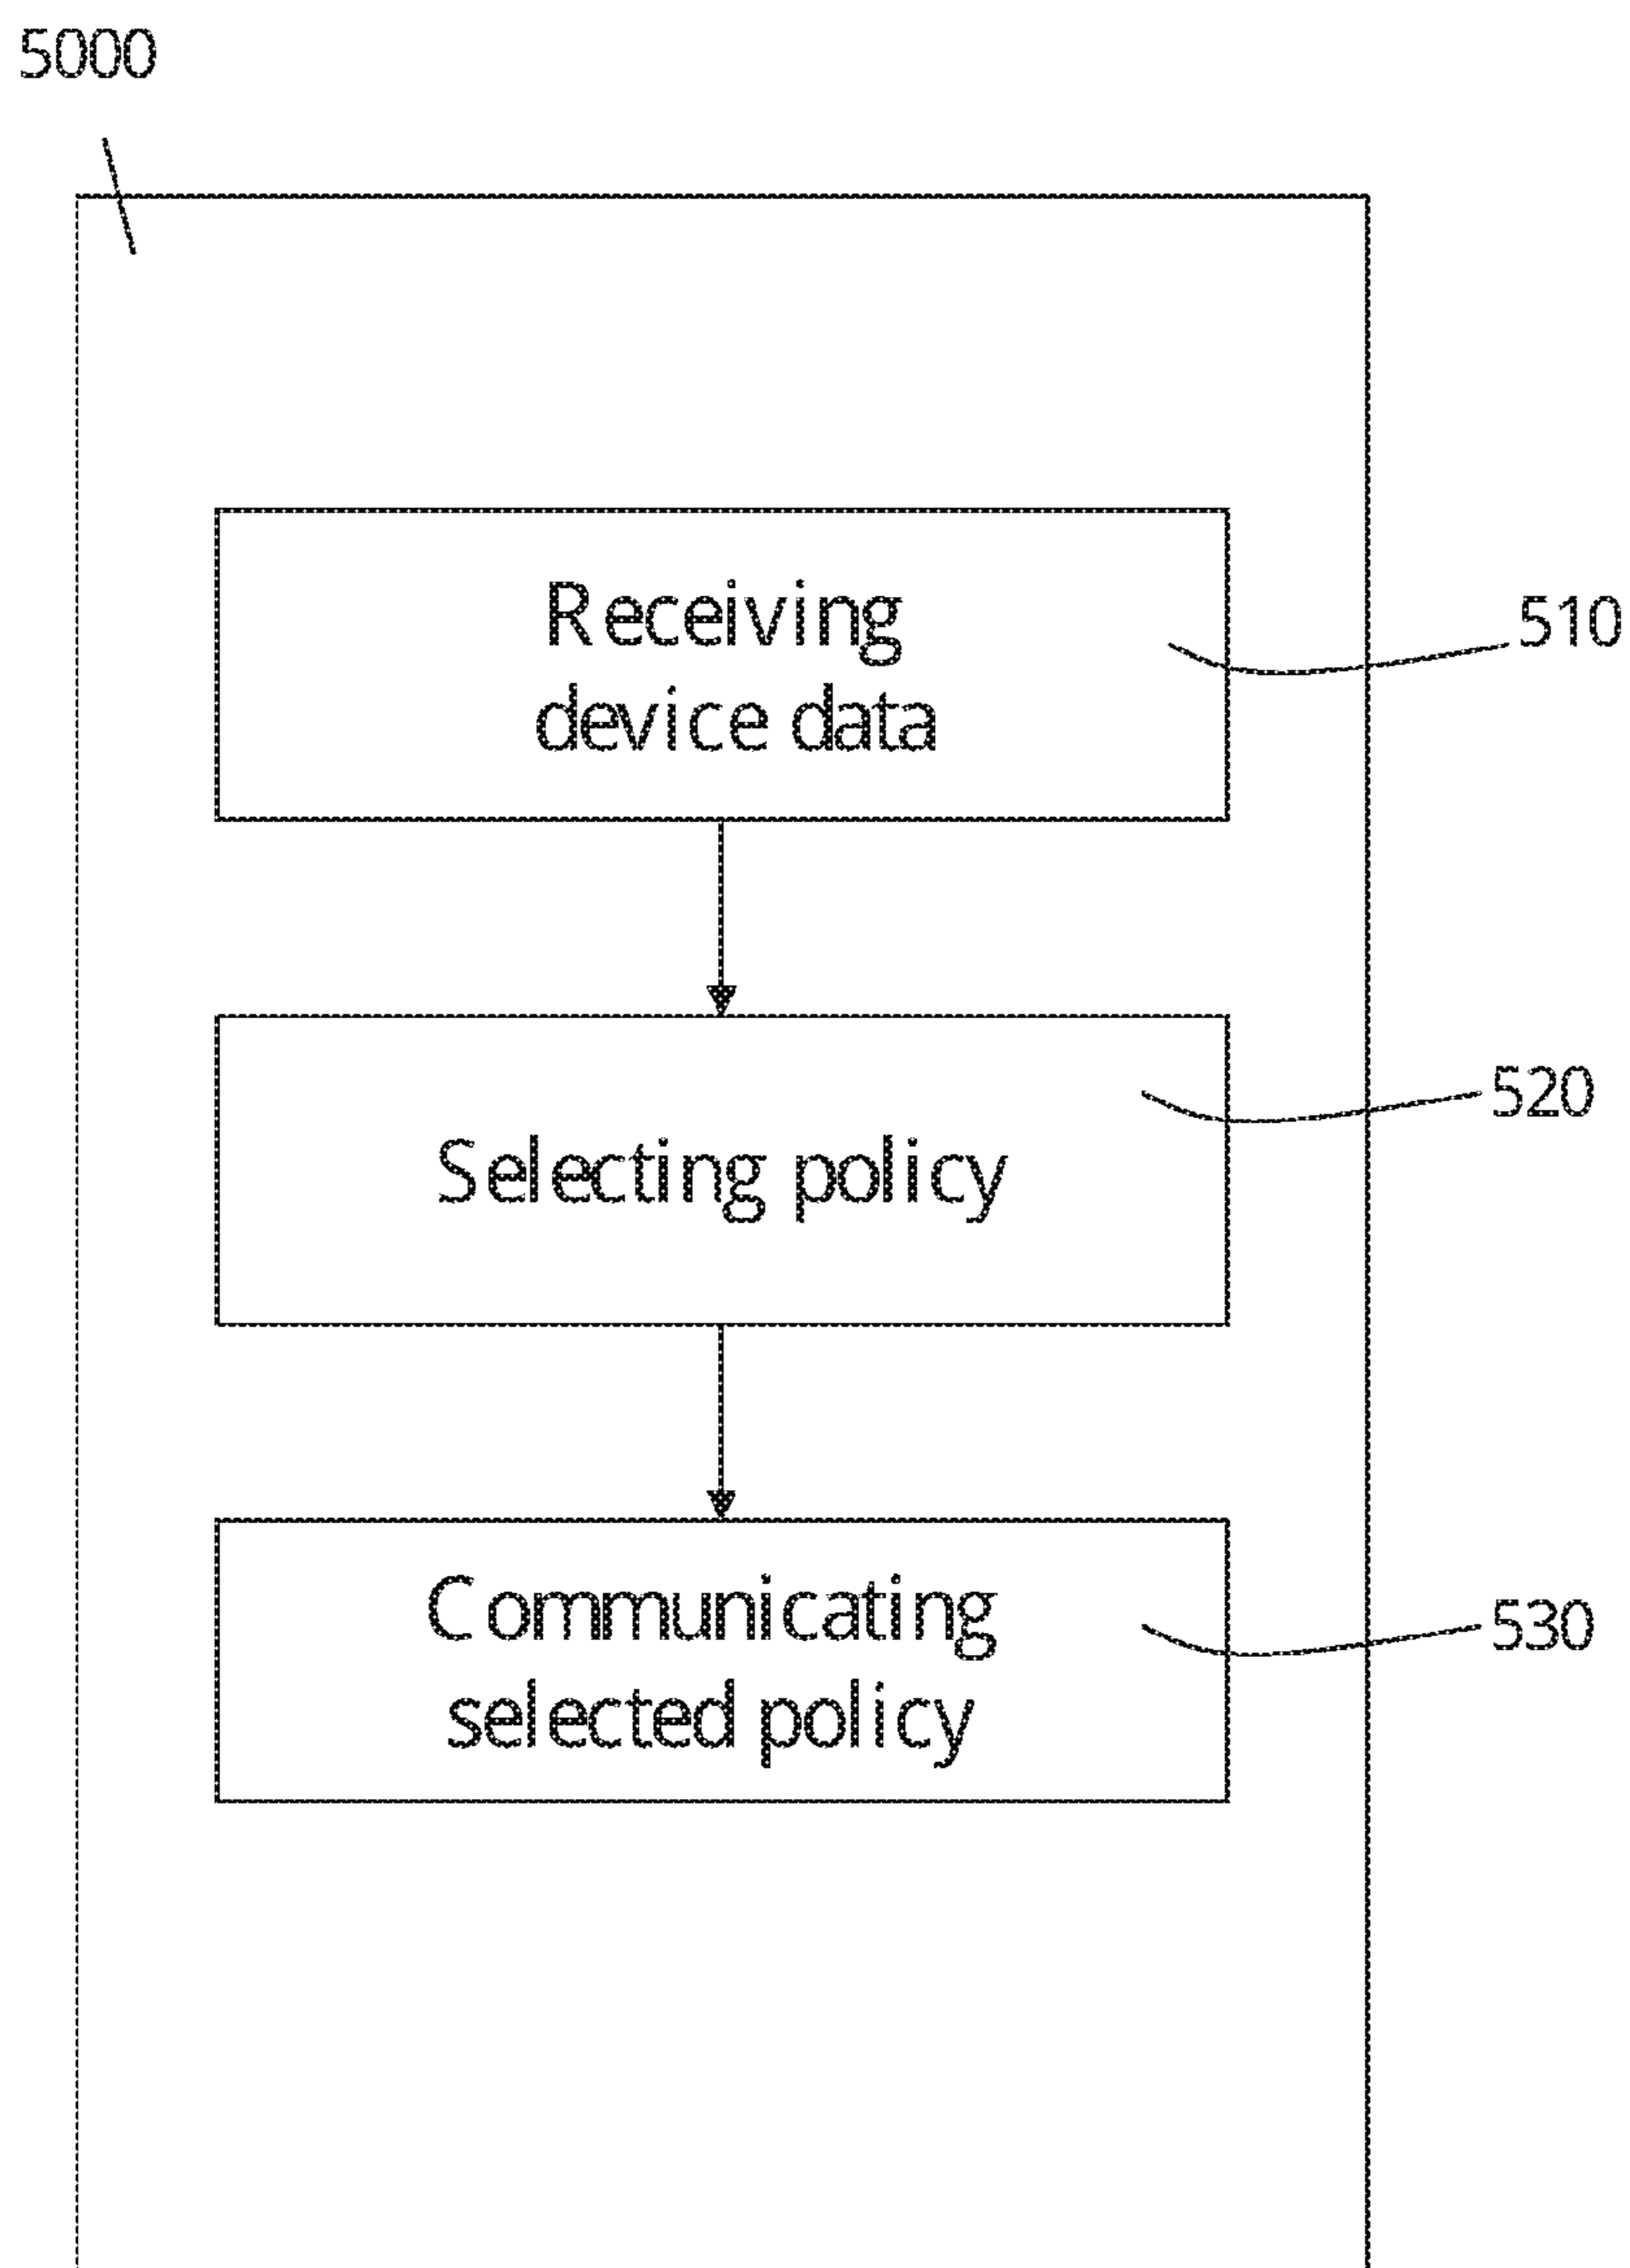 5000
Receiving
device data
510
Selecting policy
520
Communicating
selected policy
530